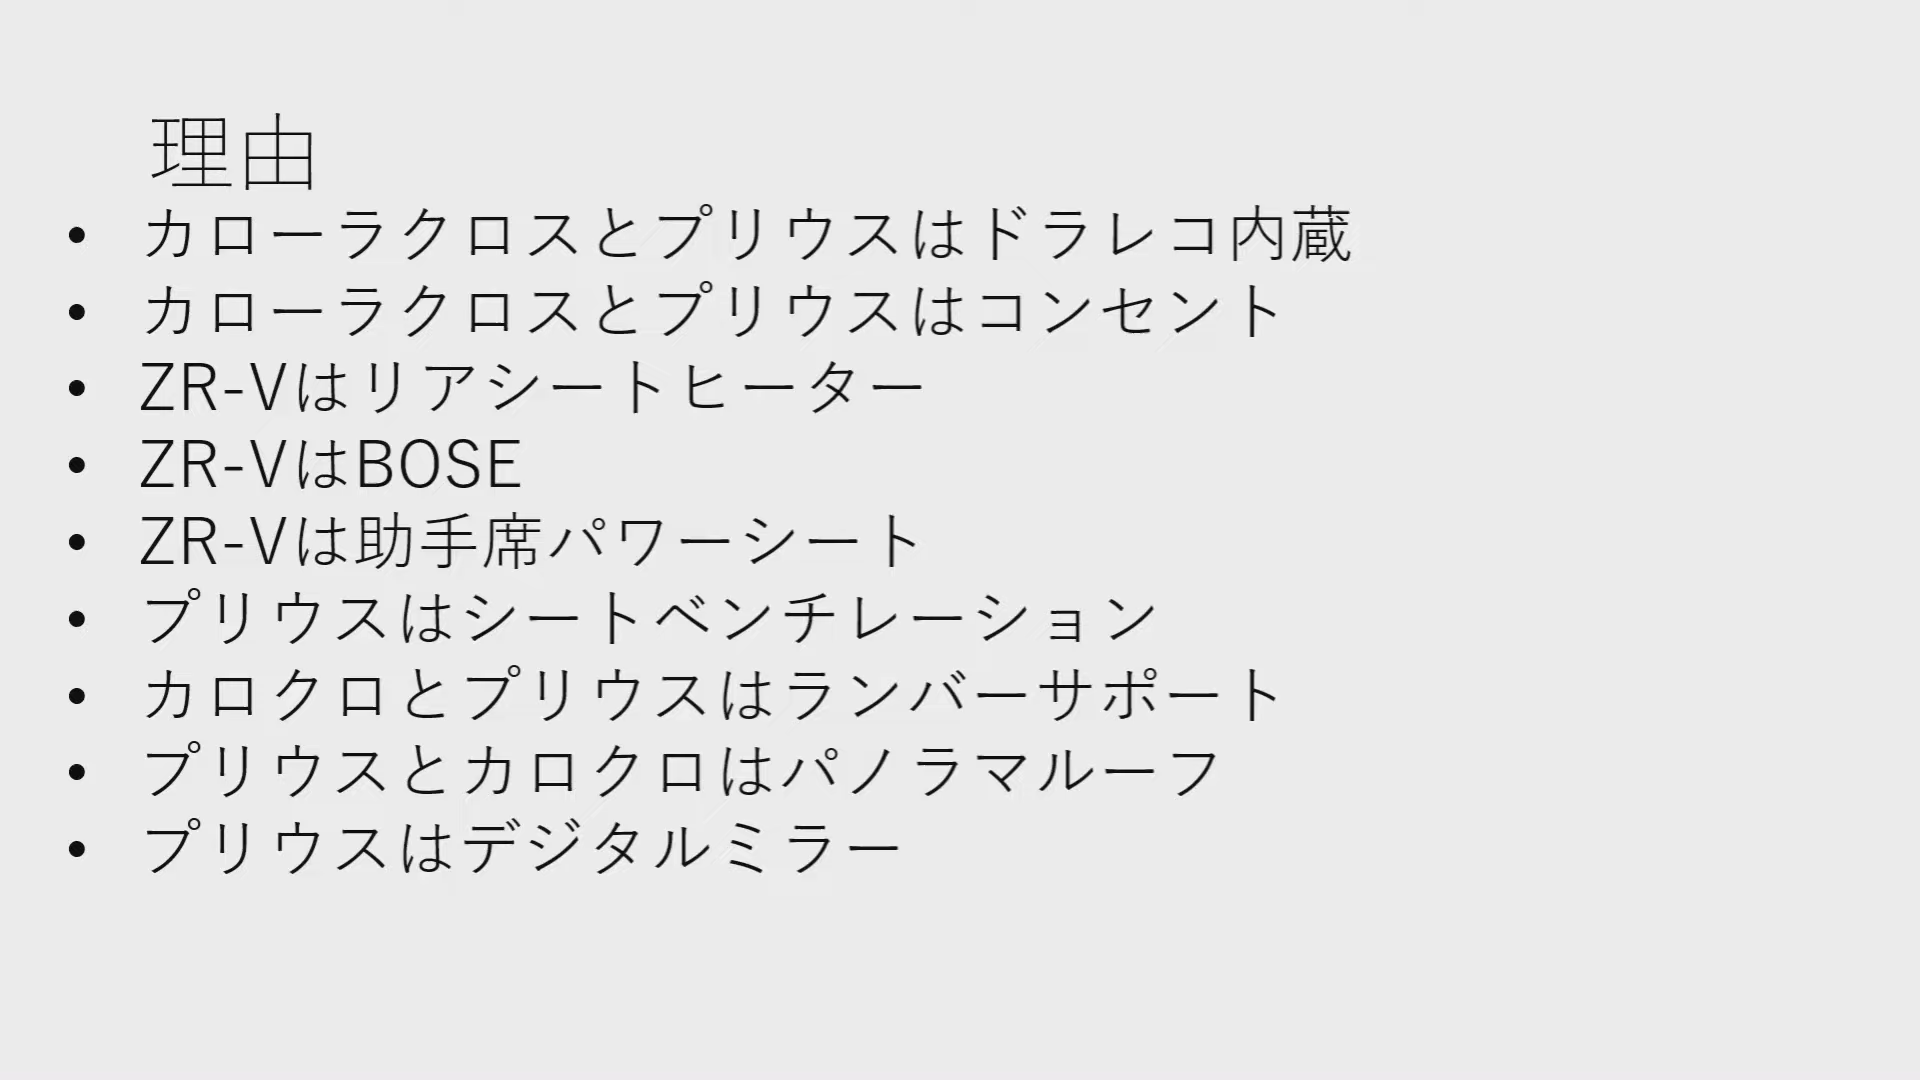 理由
• カローラクロスとプリウスはドラレコ内蔵
• カローラクロスとプリウスはコンセント
• ZR-Vはリアシートヒーター
• ZR-VはBOSE
• ZR-Vは助手席パワーシート
• プリウスはシートベンチレーション
• カロクロとプリウスはランバーサポート
• プリウスとカロクロはパノラマルーフ
• プリウスはデジタルミラー